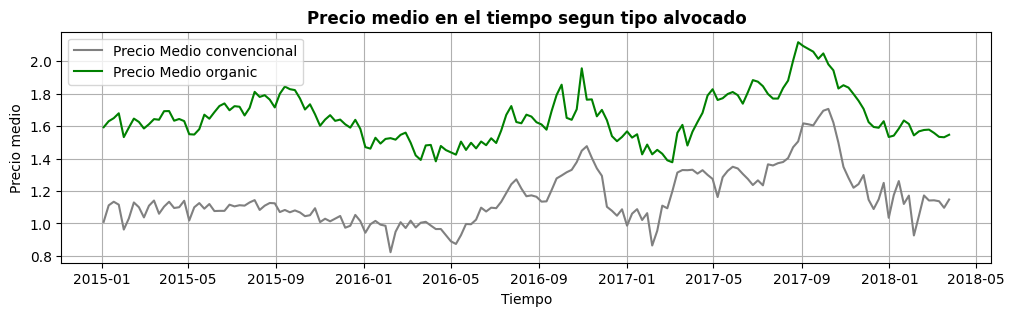 Precio medio en el tiempo segun tipo alvocado
Precio Medio convencional
Precio Medio organic
Precio medio
2.0
1.8
1.6
1.4
1.2
1.0
0.8
2015-01 2015-05 2015-09 2016-01 2016-05 2016-09 2017-01 2017-05 2017-09 2018-01 2018-05
Tiempo